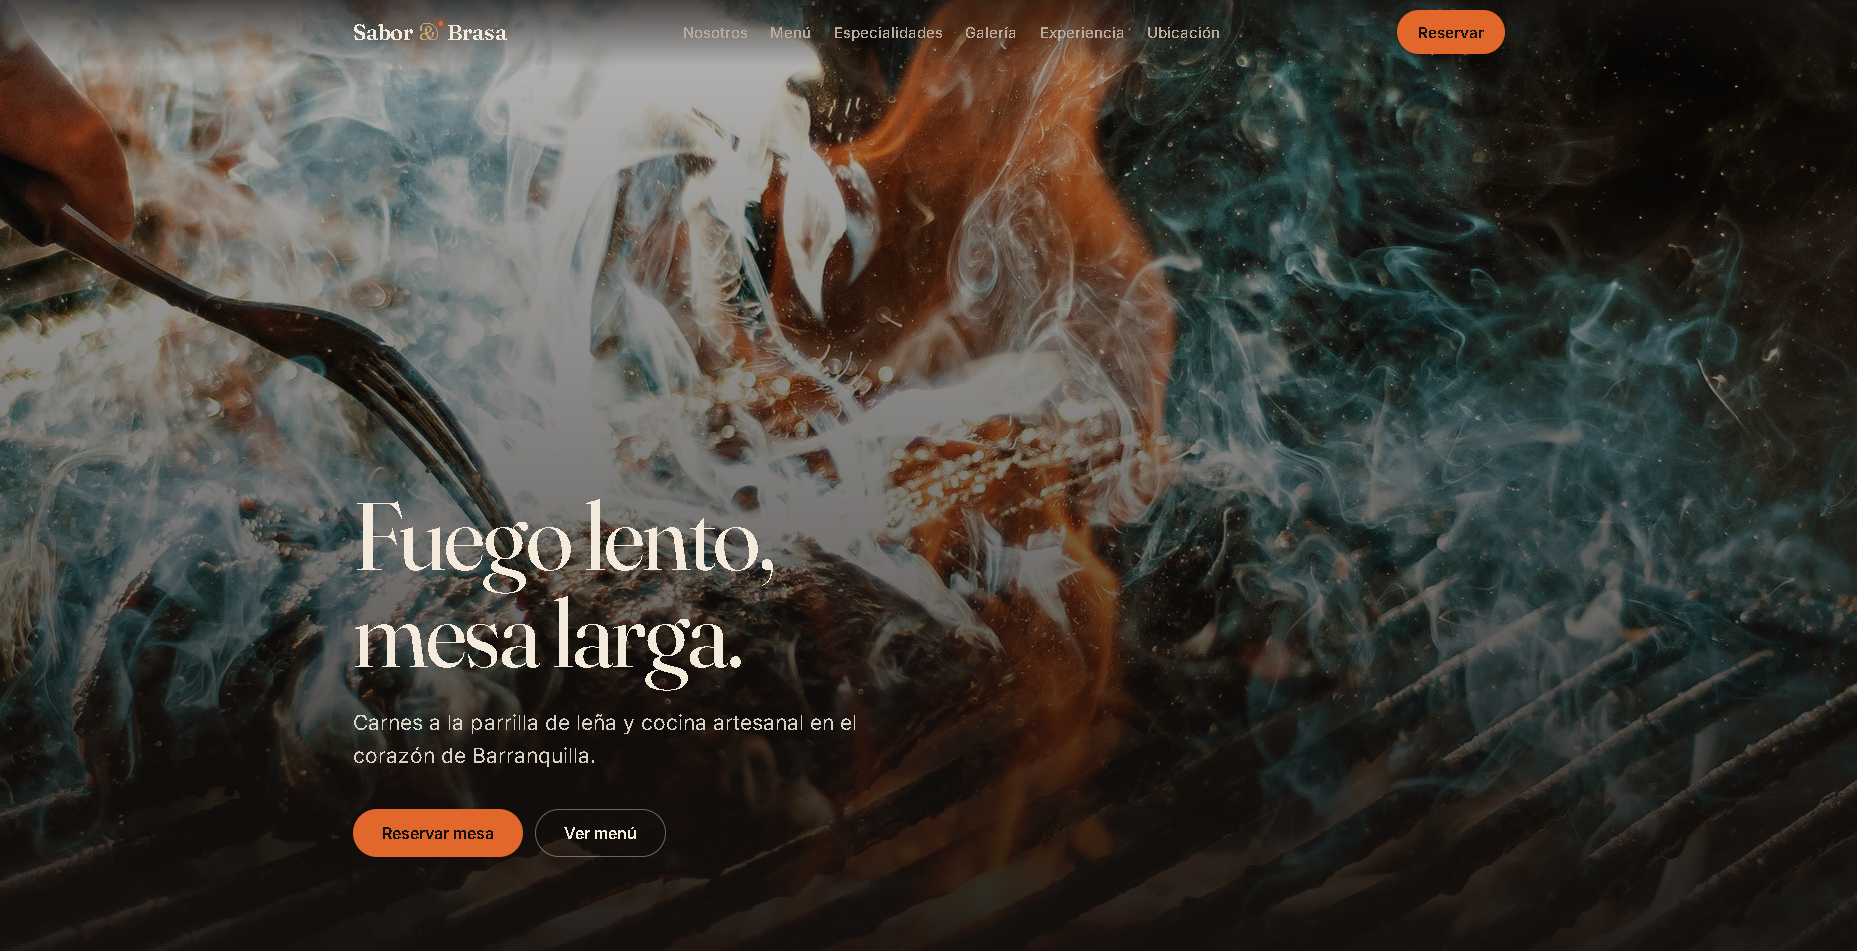 Sabor & Brasa
Nosotros Menú Especialidades Galería Experiencia Ubicación
Reservar
Fuego lento,
mesa larga.
Carnes a la parrilla de leña y cocina artesanal en el
corazón de Barranquilla.
Reservar mesa
Ver menú